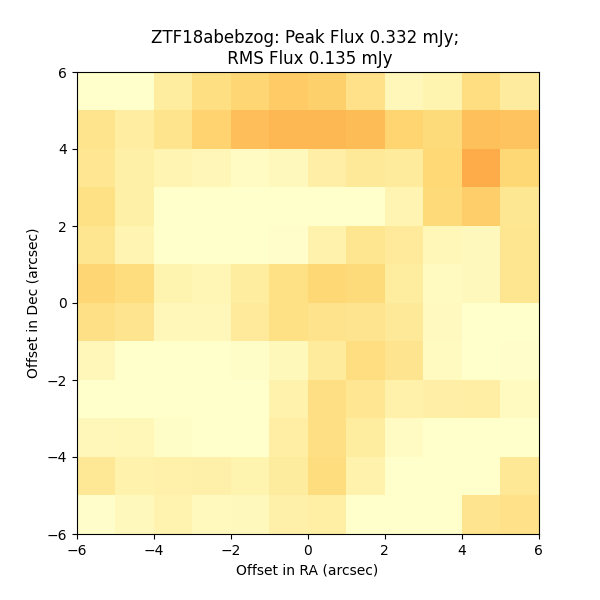 ZTF18abebzog: Peak Flux 0.332 mJy;
RMS Flux 0.135 mJy
6
4
2
0
−2
−4
−6
Offset in Dec (arcsec)
−6 −4 −2 0 2 4 6
Offset in RA (arcsec)